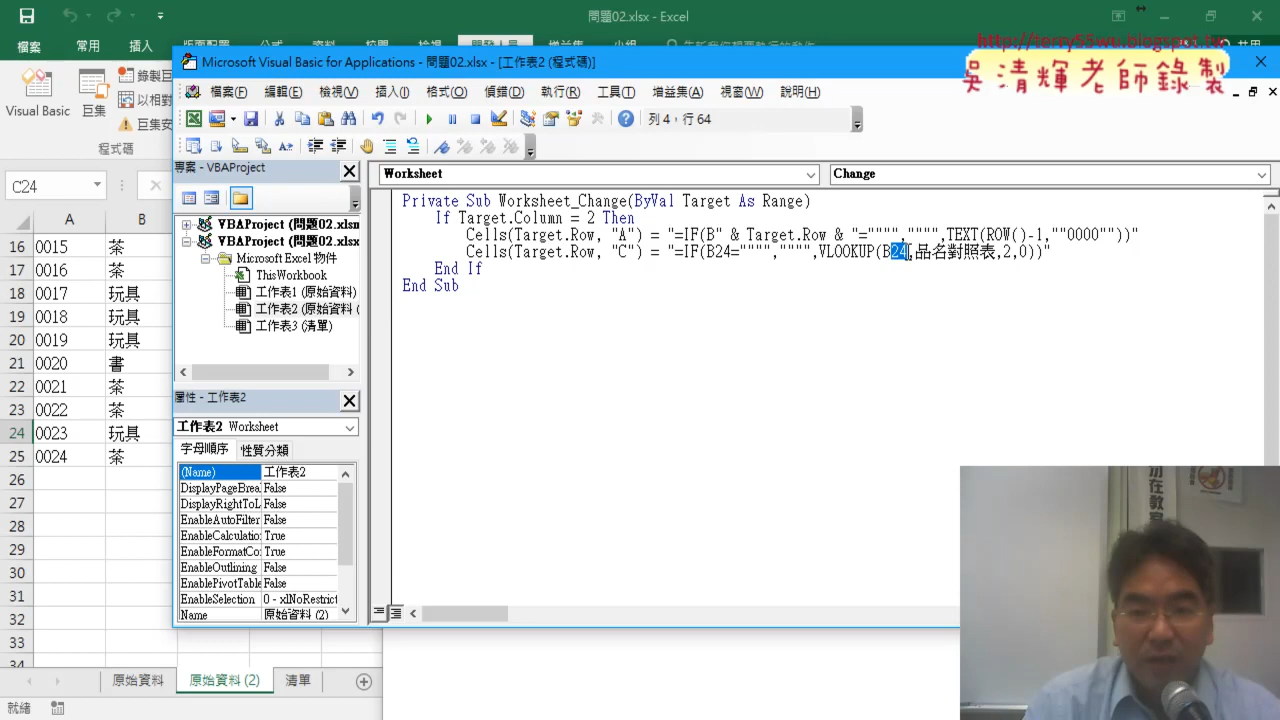 問題02.xlsx - Excel
http://terry55wu.blogspot.tw
吳清輝老師錄製
檔案 常用 插入
Microsoft Visual Basic for Applications - 問題02.xlsx - [工作表2 (程式碼)]
檔案(F) 編輯(E) 檢視(V) 插入(I) 格式(O) 偵錯(D) 執行(R) 工具(T) 增益集(A) 視窗(W) 說明(H)
Visual Basic
巨集
錄製巨
以相對
巨集安
程式碼
列 4，行 64
C24
專案 - VBAProject
VBAProject (問題02.xlsn
VBAProject (問題02.xlsx
Microsoft Excel 物件
ThisWorkbook
工作表1 (原始資料)
工作表2 (原始資料 (
工作表3 (清單)
屬性 - 工作表2
工作表2 Worksheet
字母順序 性質分類
(Name) 工作表2
DisplayPageBrea False
DisplayRightToL False
EnableAutoFilter False
EnableCalculatio True
EnableFormatCo True
EnableOutlining False
EnablePivotTable False
EnableSelection 0 - xlNoRestrict
Name 原始資料 (2)
Worksheet
Change
Private Sub Worksheet_Change(ByVal Target As Range)
If Target.Column = 2 Then
Cells(Target.Row, "A") = "=IF(B" & Target.Row & "="""","""",TEXT(ROW()-1,""0000""))"
Cells(Target.Row, "C") = "=IF(B24="""","""",VLOOKUP(B24,品名對照表,2,0))"
End If
End Sub
A B
16 0015 茶
17 0016 茶
18 0017 玩具
19 0018 玩具
20 0019 玩具
21 0020 書
22 0021 茶
23 0022 茶
24 0023 玩具
25 0024 茶
26
27
28
29
30
31
32
33
34
原始資料 原始資料 (2) 清單
就緒